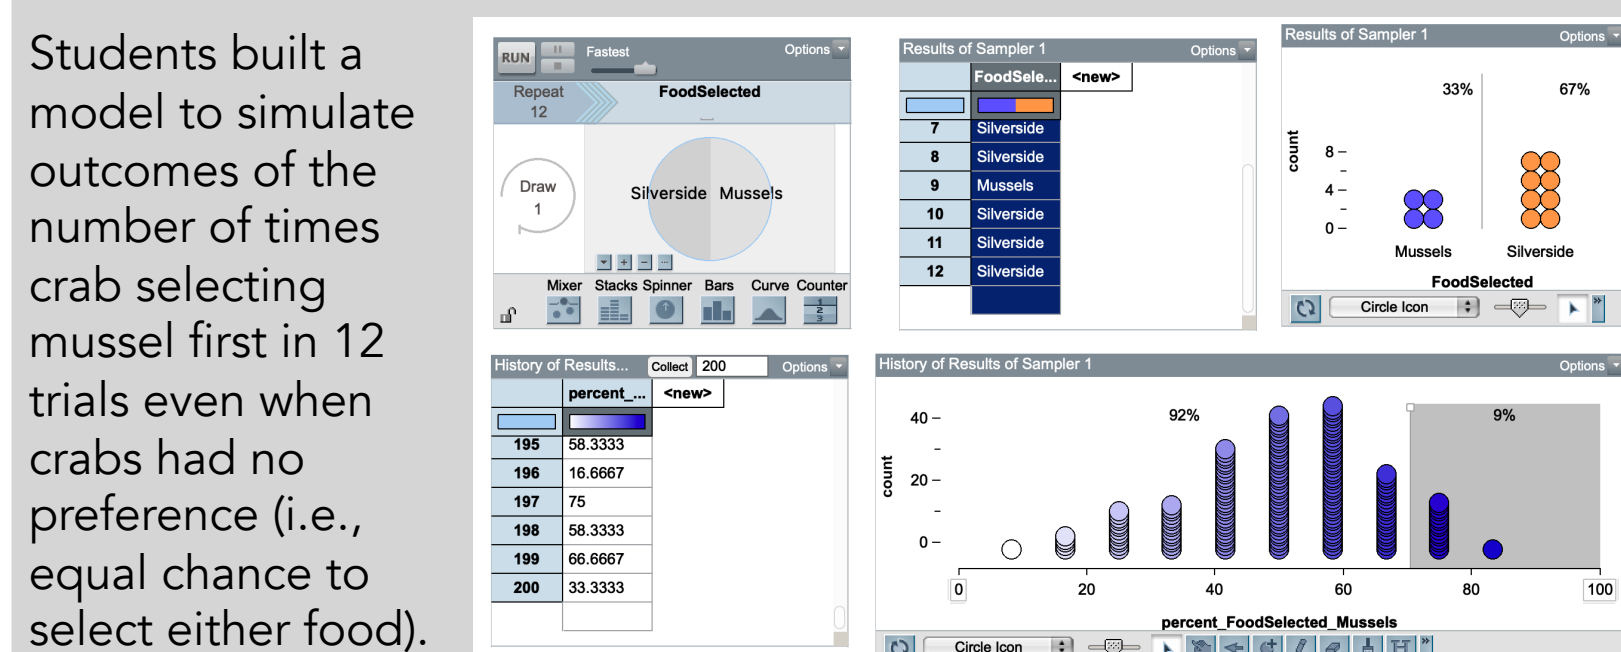 Students built a
model to simulate
outcomes of the
number of times
crab selecting
mussel first in 12
trials even when
crabs had no
preference (i.e.,
equal chance to
select either food).
RUN
Fastest
Options
Repeat
12
FoodSelected
Draw
1
Silverside Mussels
Mixer Stacks Spinner Bars Curve Counter
1
2
3
Results of Sampler 1
Options
FoodSele... <new>
7 Silverside
8 Silverside
9 Mussels
10 Silverside
11 Silverside
12 Silverside
Results of Sampler 1
Options
33% 67%
count
8
4
0
Mussels Silverside
FoodSelected
Circle Icon
History of Results... Collect 200 Options
percent_... <new>
195 58.3333
196 16.6667
197 75
198 58.3333
199 66.6667
200 33.3333
History of Results of Sampler 1
Options
92% 9%
count
40
20
0
0 20 40 60 80 100
percent_FoodSelected_Mussels
Circle Icon